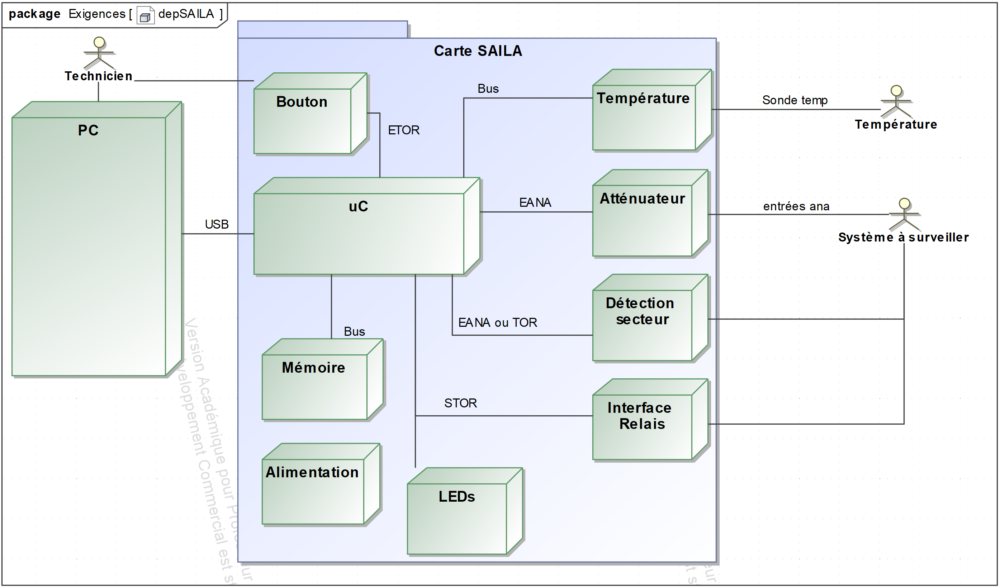 package Exigences [ depSAILA ]
Carte SAILA
Technicien
Bouton
Bus
Température
Sonde temp
Température
PC
ETOR
uC
EANA
Atténuateur
entrées ana
Système à surveiller
USB
Détection
secteur
EANA ou TOR
Bus
Mémoire
STOR
Interface
Relais
Alimentation
LEDs
Version Académique pour
veloppement Commercial est